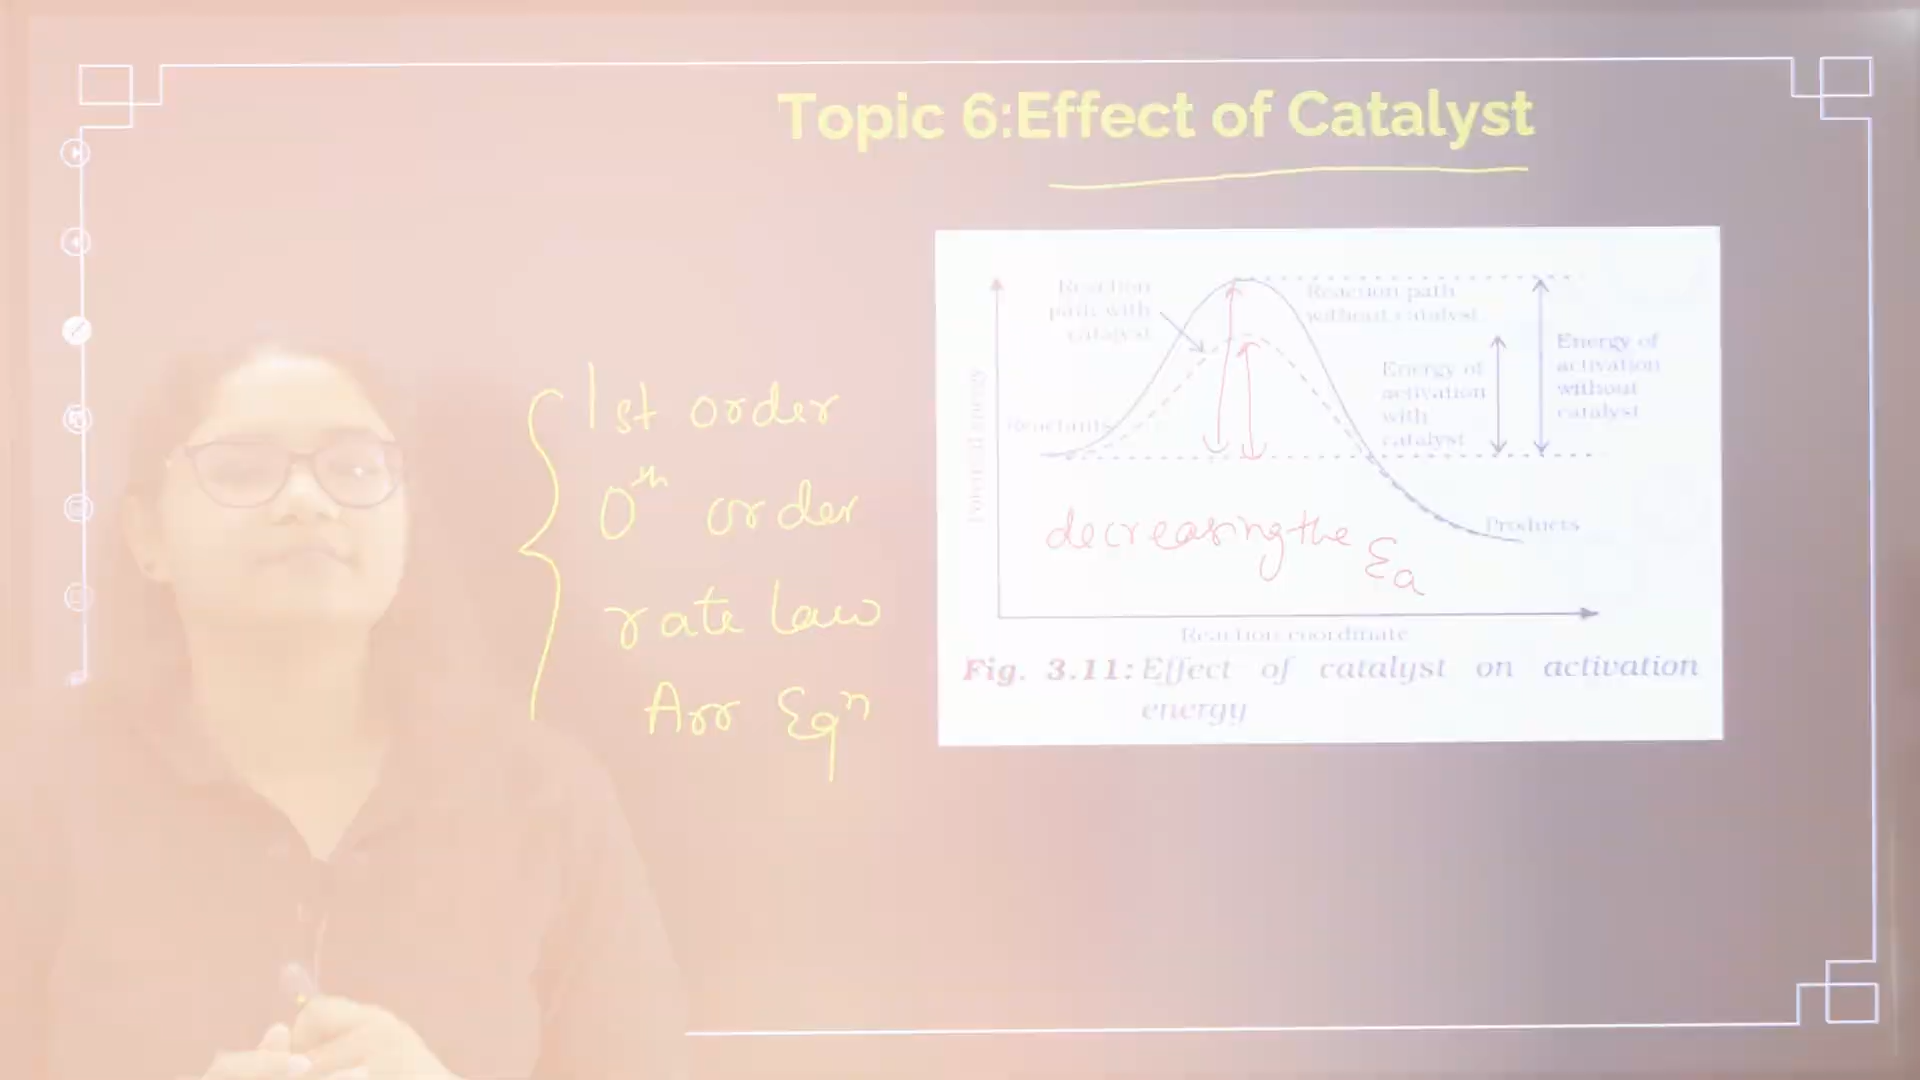 Topic 6:Effect of Catalyst
1st order
0th order
rate law
Arr Eqn
Reaction
path with
catalyst
Reaction path
without catalyst
Energy of
activation
with
catalyst
Energy of
activation
without
catalyst
Reactants
Potential energy
decreasing the Ea
Products
Reaction coordinate
Fig. 3.11: Effect of catalyst on activation
energy